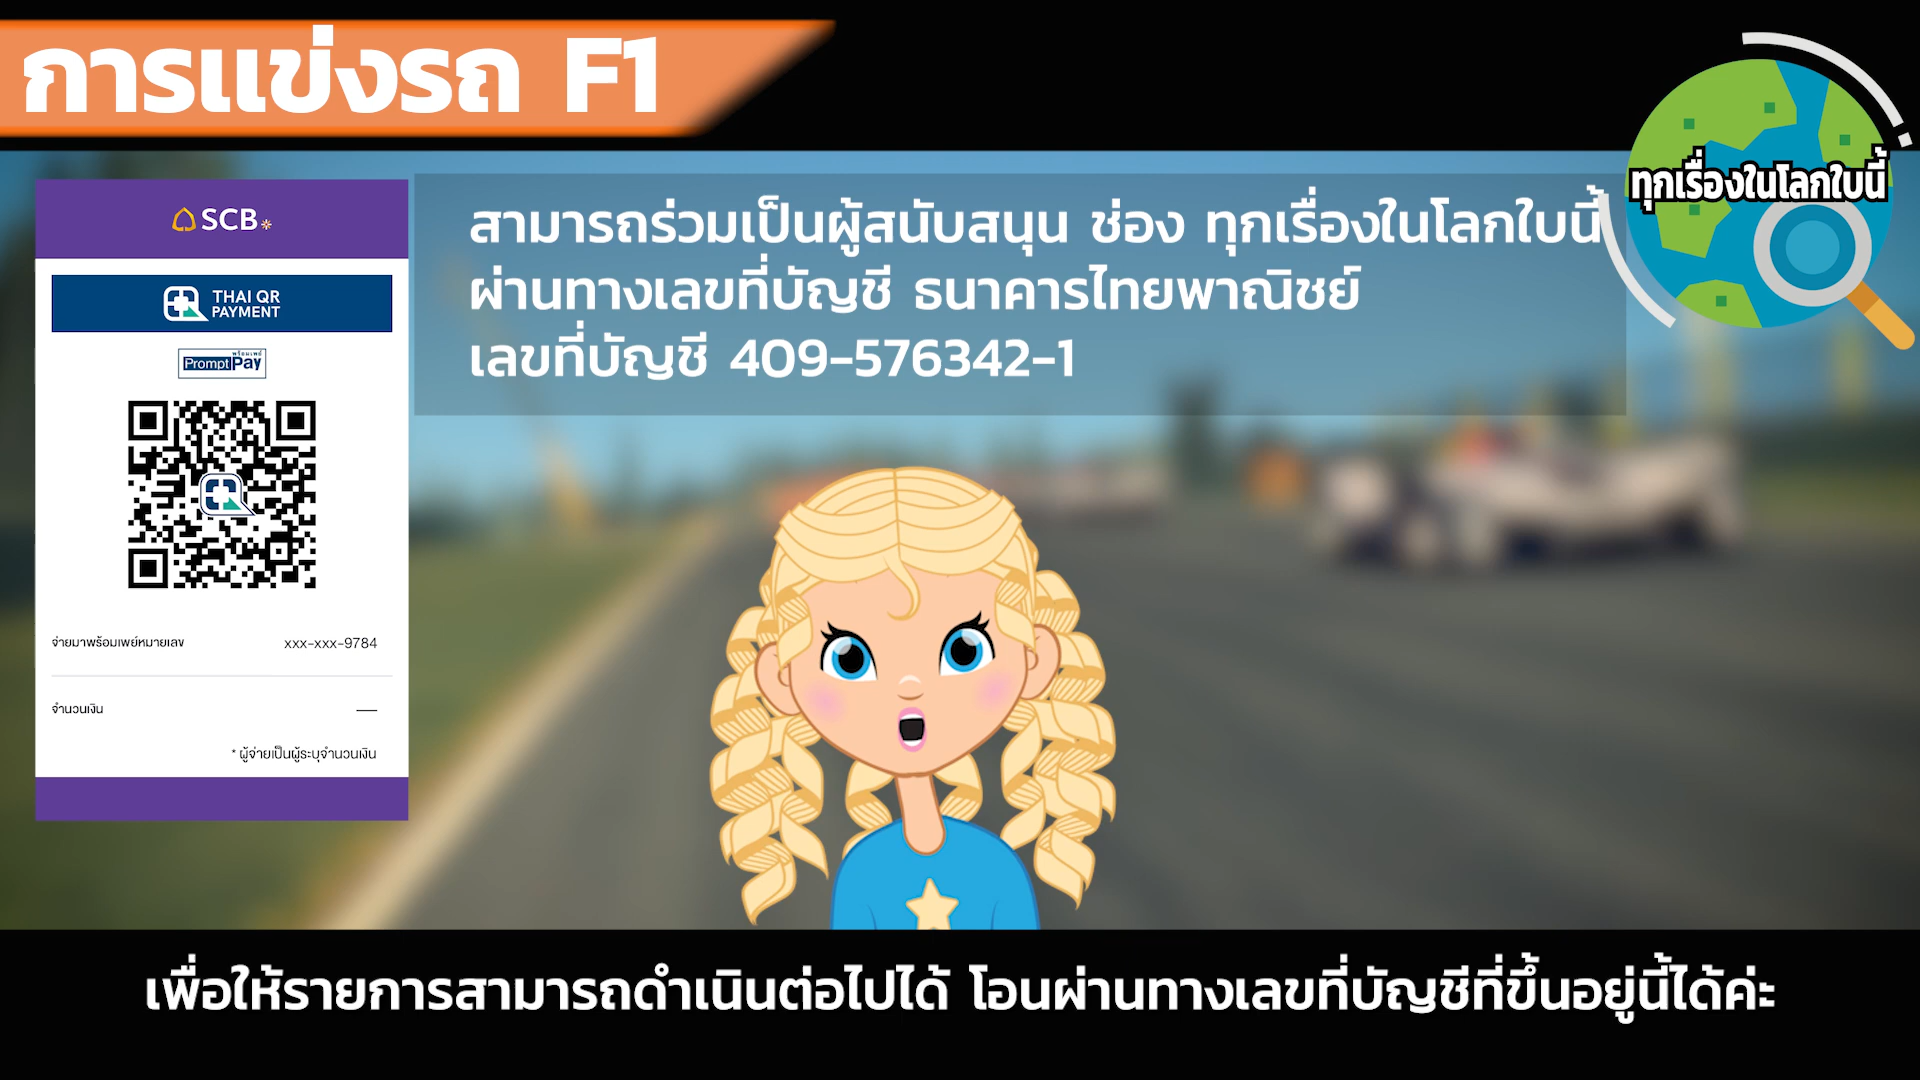 การแข่งรถ F1
ทุกเรื่องในโลกใบนี้
SCB
THAI QR
PAYMENT
พร้อมเพย์
PromptPay
จ่ายมาพร้อมเพย์หมายเลข xxx-xxx-9784
จำนวนเงิน —
* ผู้จ่ายเป็นผู้ระบุจำนวนเงิน
สามารถร่วมเป็นผู้สนับสนุน ช่อง ทุกเรื่องในโลกใบนี้
ผ่านทางเลขที่บัญชี ธนาคารไทยพาณิชย์
เลขที่บัญชี 409-576342-1
เพื่อให้รายการสามารถดำเนินต่อไปได้ โอนผ่านทางเลขที่บัญชีที่ขึ้นอยู่นี้ได้ค่ะ